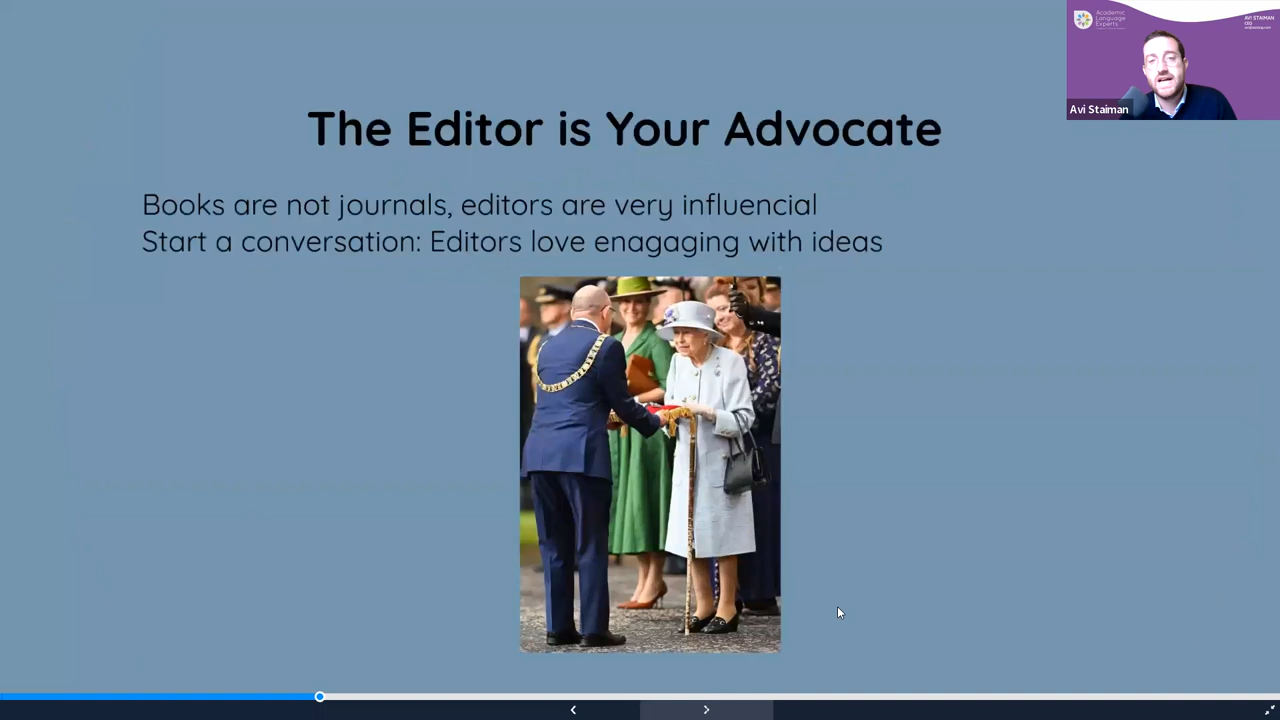 Academic
Language
Experts
AVI STAIMAN
CEO
Avi Staiman
The Editor is Your Advocate
Books are not journals, editors are very influencial
Start a conversation: Editors love enagaging with ideas